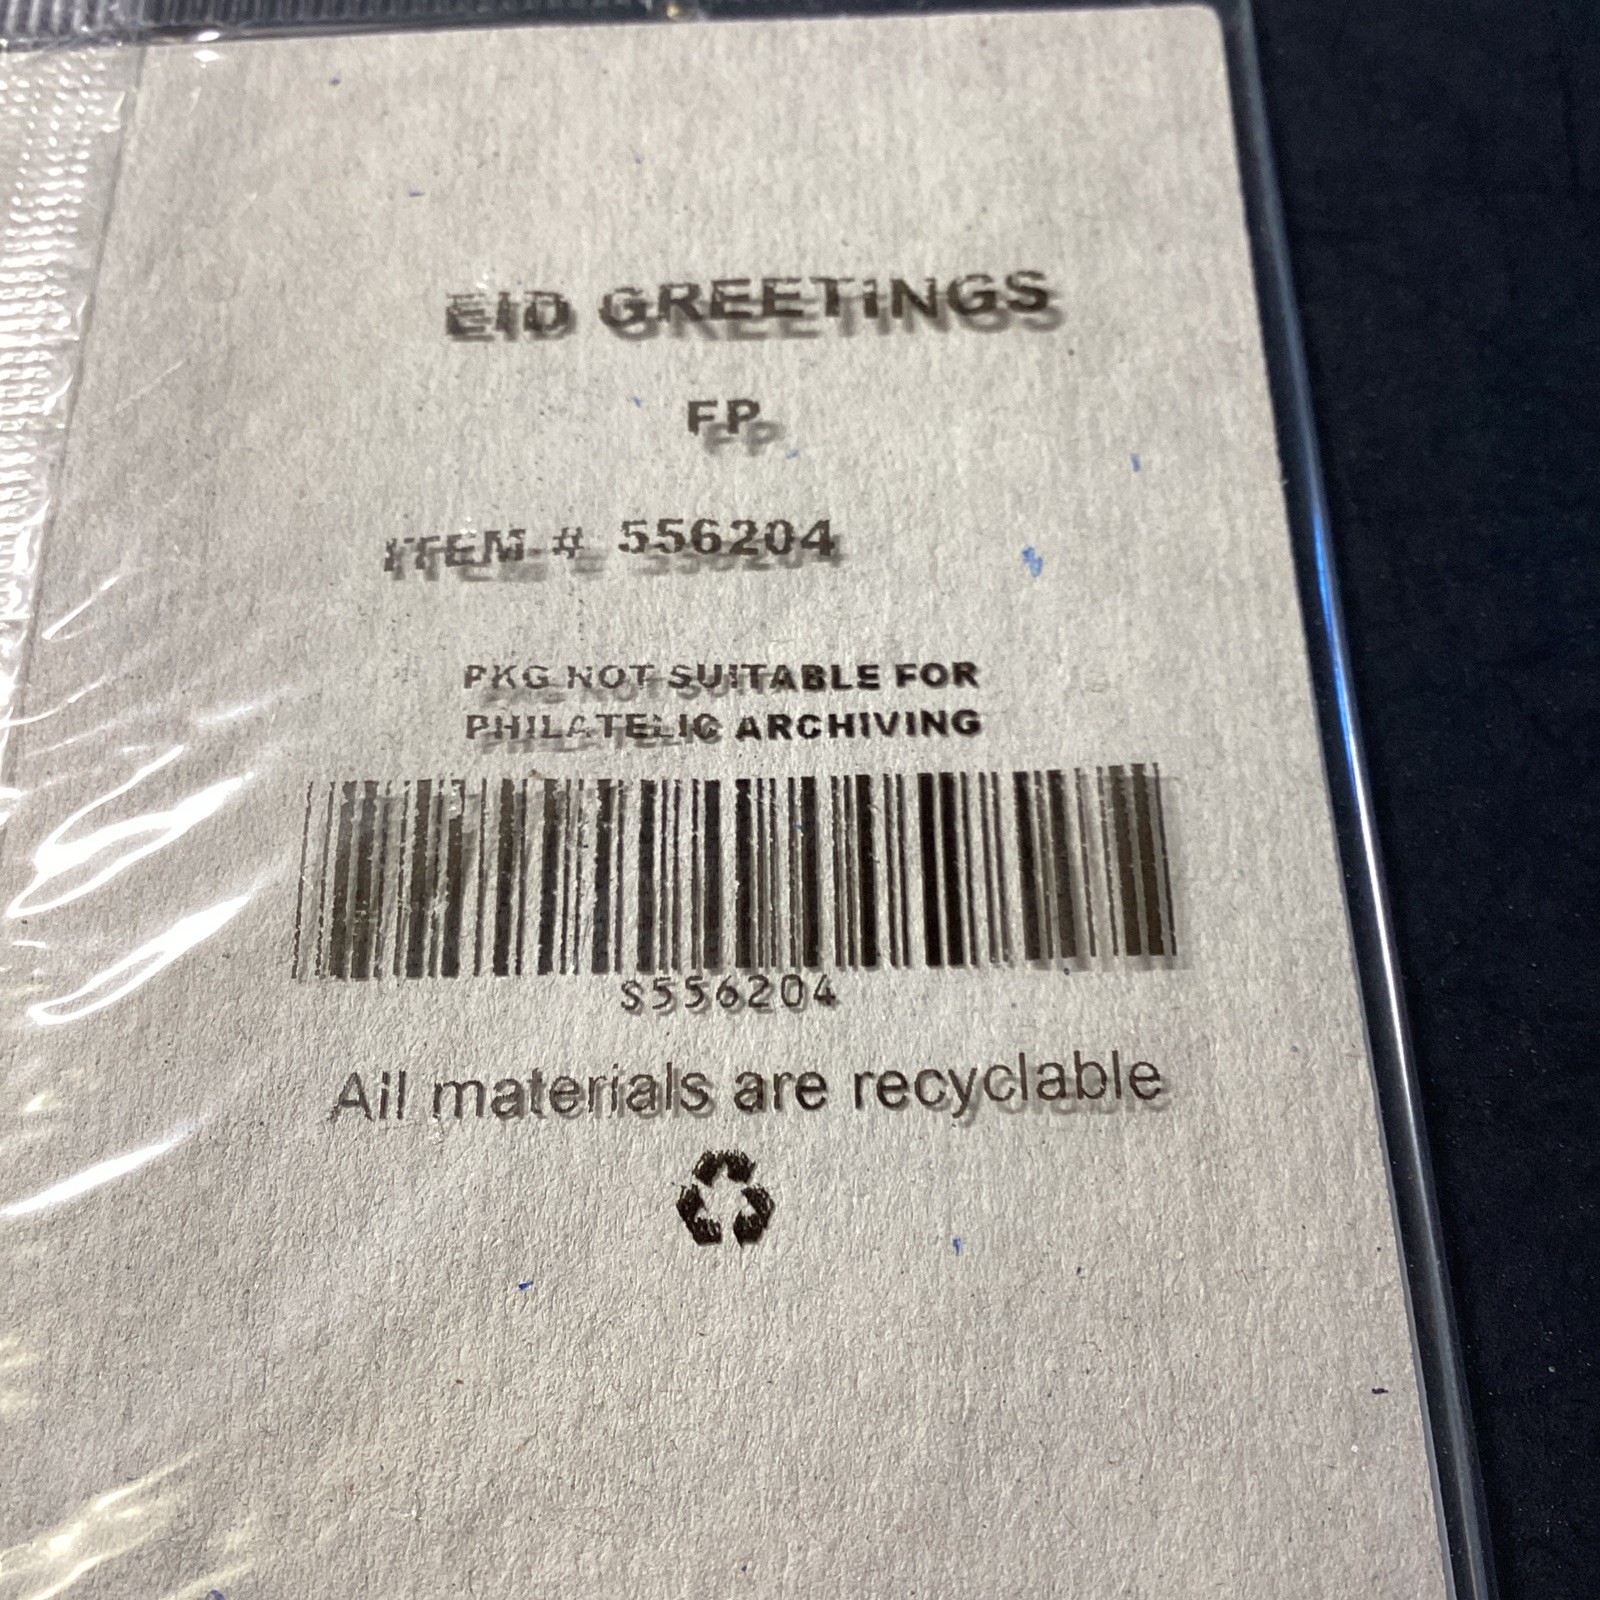 EID GREETINGS
FP
ITEM # 556204
PKG NOT SUITABLE FOR
PHILATELIC ARCHIVING
S556204
All materials are recyclable